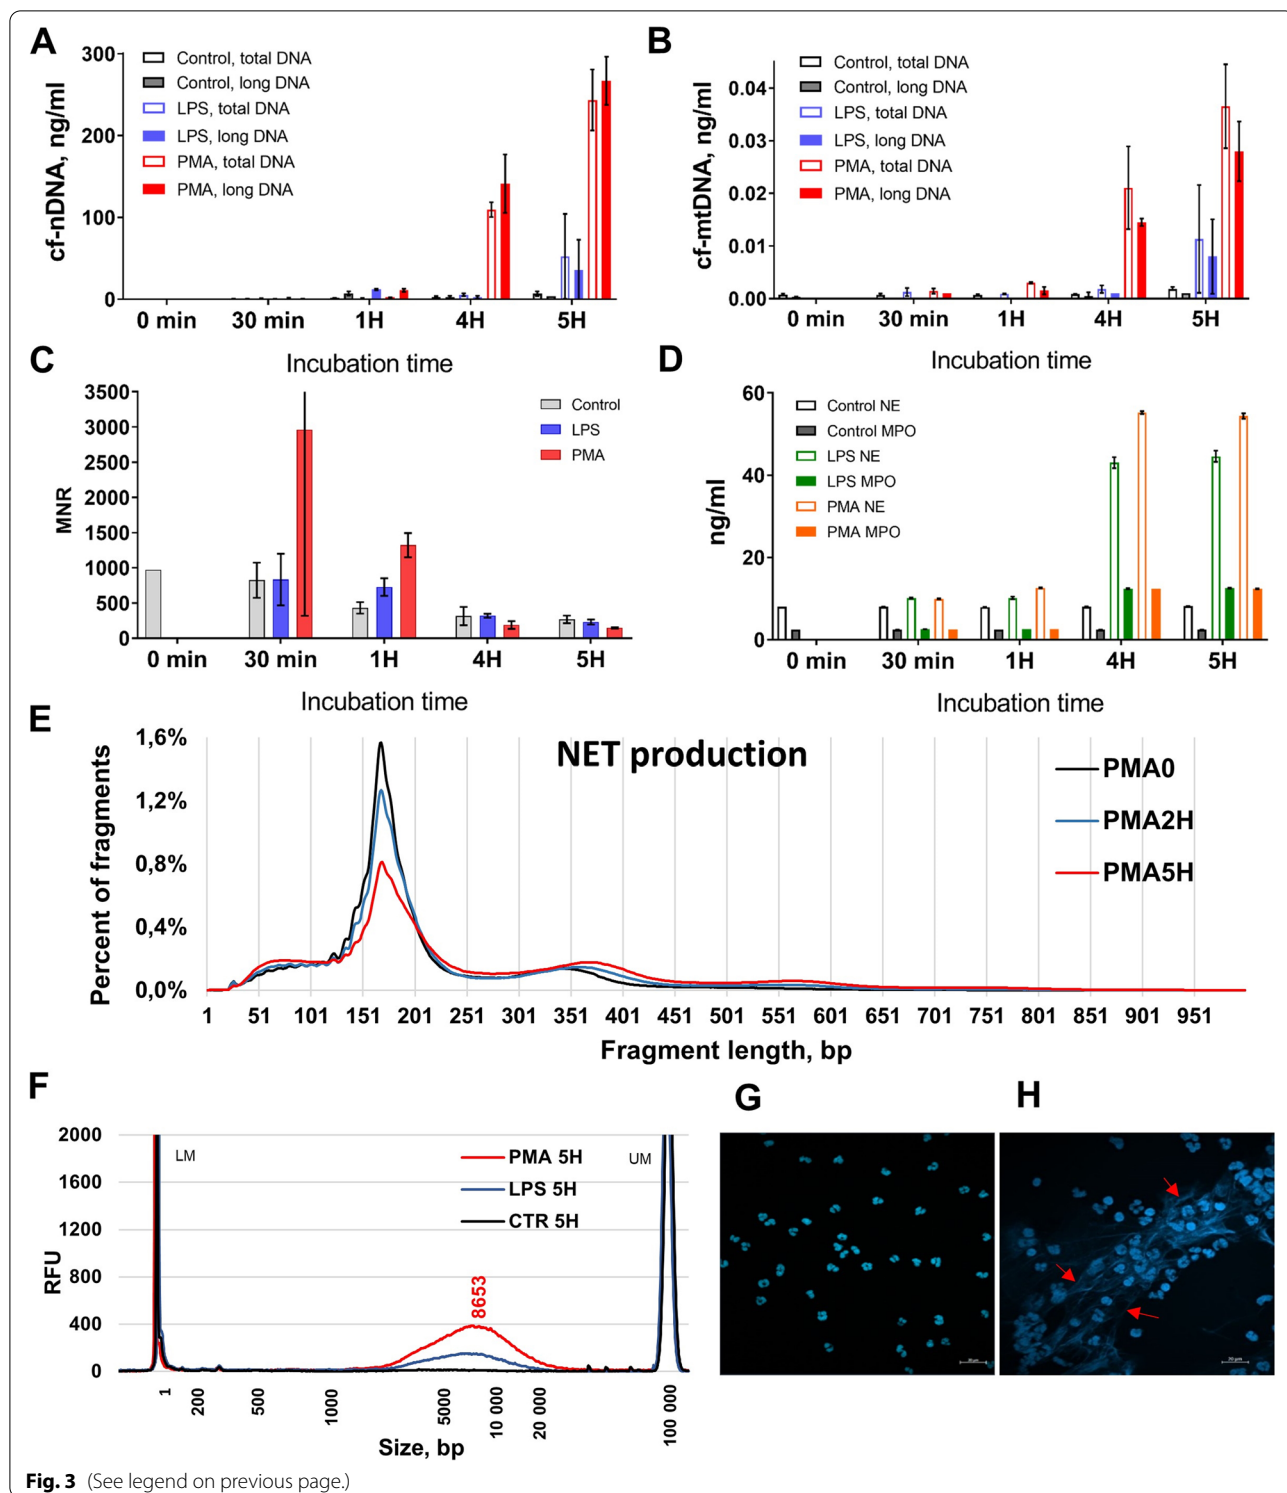 A
cf-nDNA, ng/ml
300
200
100
0
Control, total DNA
Control, long DNA
LPS, total DNA
LPS, long DNA
PMA, total DNA
PMA, long DNA
0 min 30 min 1H 4H 5H
Incubation time
B
cf-mtDNA, ng/ml
0.04
0.03
0.02
0.01
0.00
Control, total DNA
Control, long DNA
LPS, total DNA
LPS, long DNA
PMA, total DNA
PMA, long DNA
0 min 30 min 1H 4H 5H
Incubation time
C
MNR
3500
3000
2500
2000
1500
1000
500
0
Control
LPS
PMA
0 min 30 min 1H 4H 5H
Incubation time
D
ng/ml
60
40
20
0
Control NE
Control MPO
LPS NE
LPS MPO
PMA NE
PMA MPO
0 min 30 min 1H 4H 5H
Incubation time
E
NET production
Percent of fragments
1,6%
1,2%
0,8%
0,4%
0,0%
PMA0
PMA2H
PMA5H
1 51 101 151 201 251 301 351 401 451 501 551 601 651 701 751 801 851 901 951
Fragment length, bp
F
RFU
2000
1600
1200
800
400
0
LM
UM
PMA 5H
LPS 5H
CTR 5H
8653
1 200 500 1000 5000 10 000 20 000 100 000
Size, bp
G
H
Fig. 3 (See legend on previous page.)